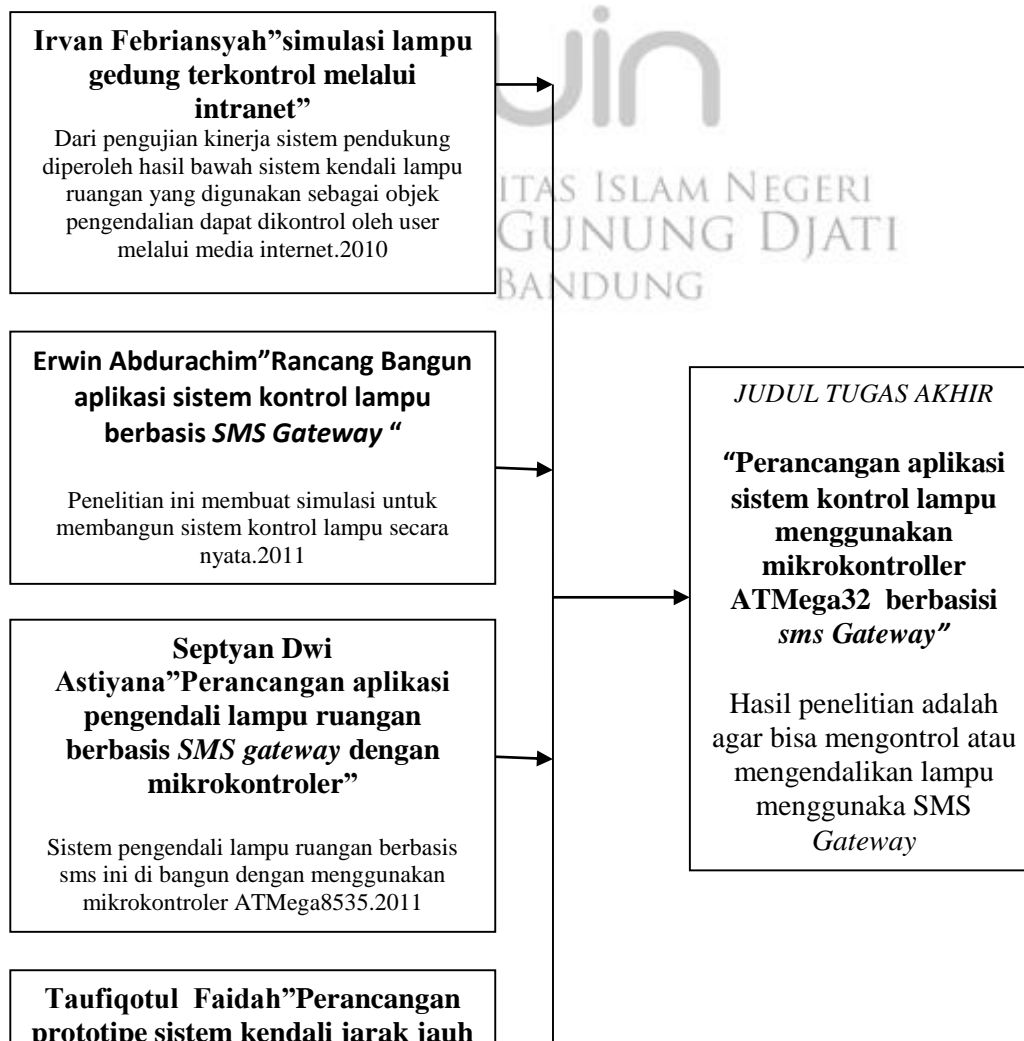 Irvan Febriansyah”simulasi lampu
gedung terkontrol melalui
intranet”
Dari pengujian kinerja sistem pendukung
diperoleh hasil bawah sistem kendali lampu
ruangan yang digunakan sebagai objek
pengendalian dapat dikontrol oleh user
melalui media internet.2010
uin
ITAS ISLAM NEGERI
GUNUNG DJATI
BANDUNG
Erwin Abdurachim”Rancang Bangun
aplikasi sistem kontrol lampu
berbasis SMS Gateway “
Penelitian ini membuat simulasi untuk
membangun sistem kontrol lampu secara
nyata.2011
Septyan Dwi
Astiyana”Perancangan aplikasi
pengendali lampu ruangan
berbasis SMS gateway dengan
mikrokontroler”
Sistem pengendali lampu ruangan berbasis
sms ini di bangun dengan menggunakan
mikrokontroler ATMega8535.2011
Taufiqotul Faidah”Perancangan
prototipe sistem kendali jarak jauh
JUDUL TUGAS AKHIR
“Perancangan aplikasi
sistem kontrol lampu
menggunakan
mikrokontroller
ATMega32 berbasisi
sms Gateway”
Hasil penelitian adalah
agar bisa mengontrol atau
mengendalikan lampu
menggunaka SMS
Gateway